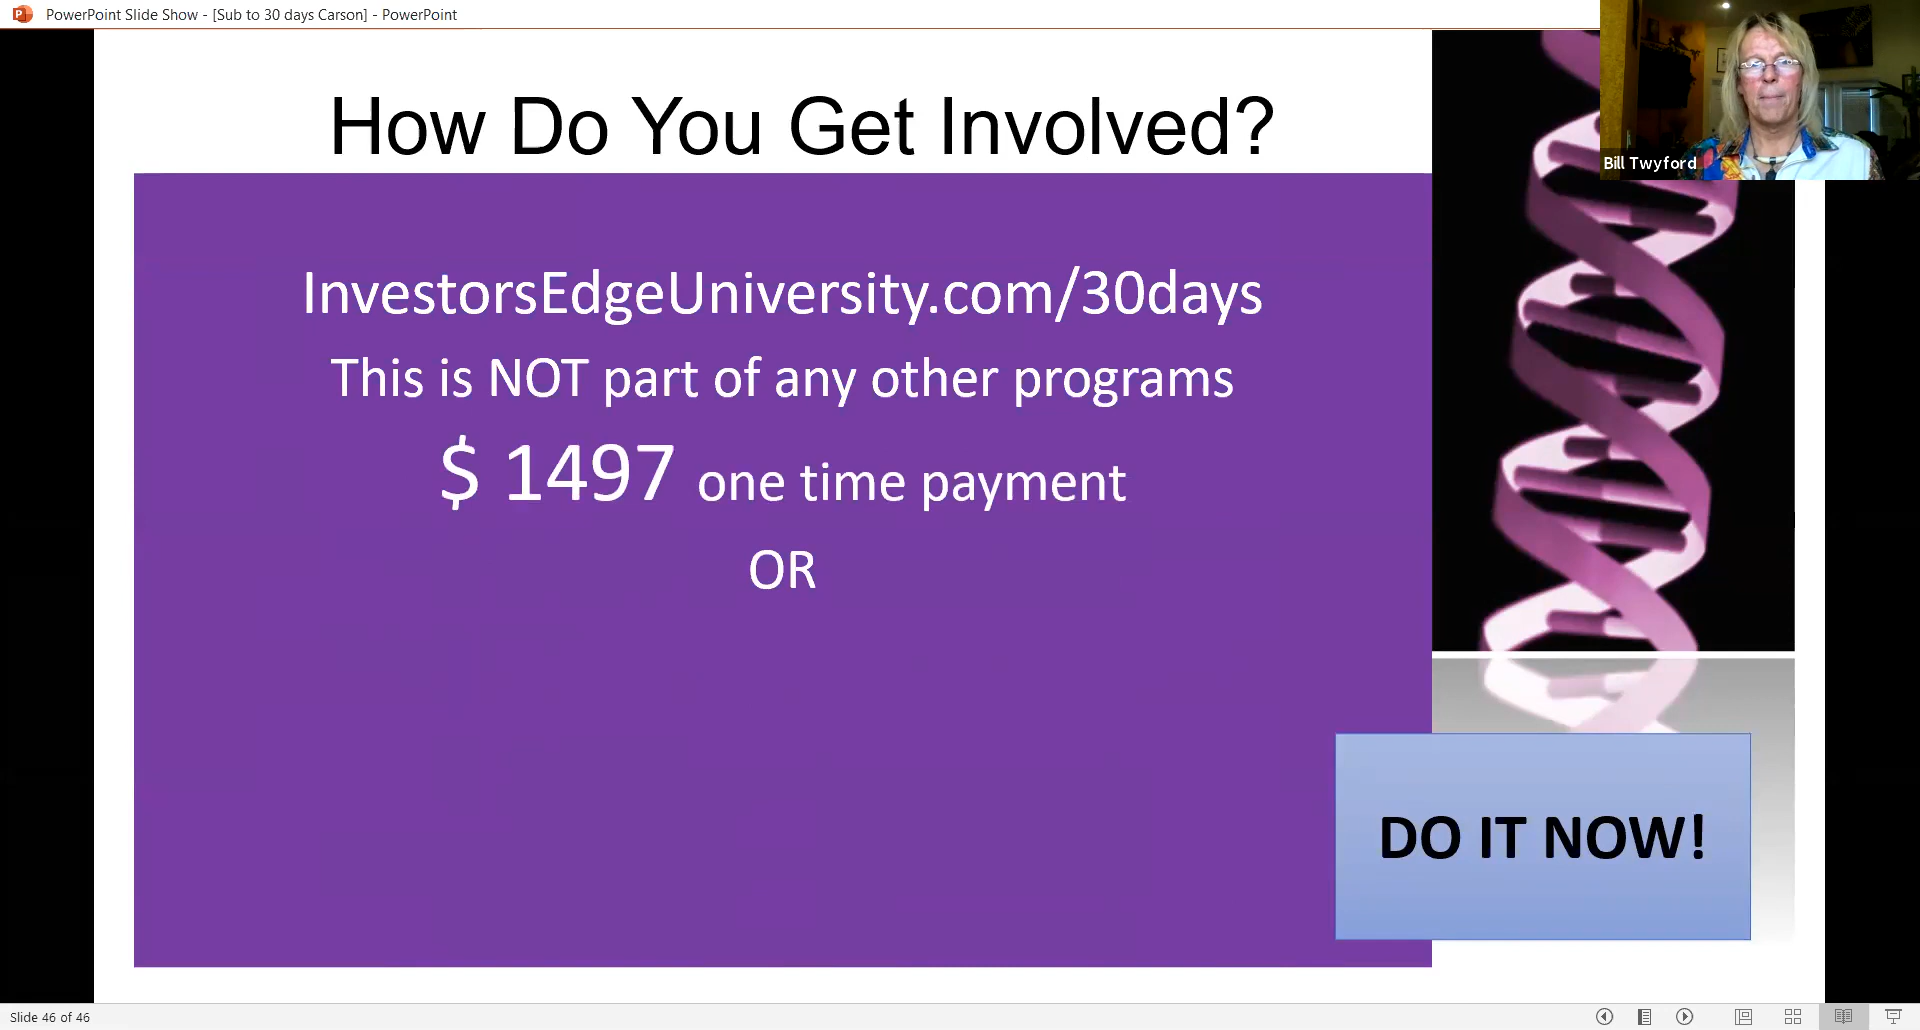 PowerPoint Slide Show - [Sub to 30 days Carson] - PowerPoint
Bill Twyford
How Do You Get Involved?
InvestorsEdgeUniversity.com/30days
This is NOT part of any other programs
$ 1497 one time payment
OR
DO IT NOW!
Slide 46 of 46